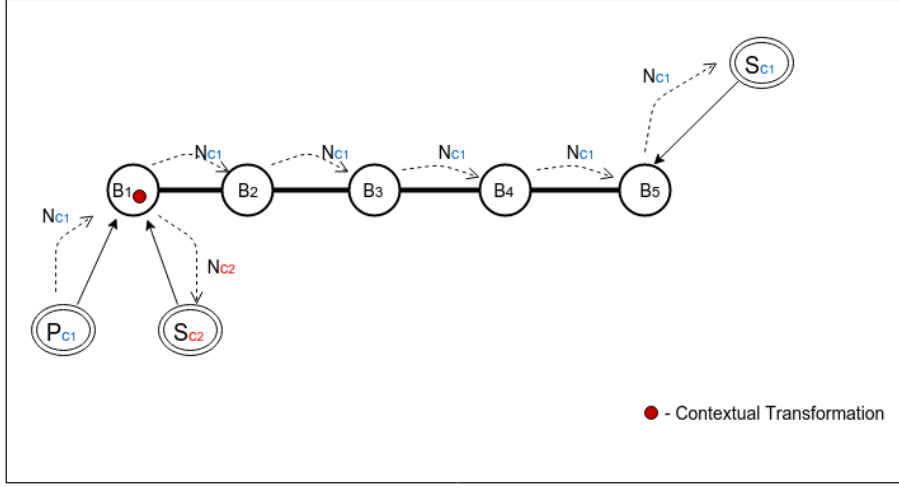 SC1
NC1
NC1
NC1
NC1
NC1
B1
B2
B3
B4
B5
NC1
NC2
PC1
SC2
- Contextual Transformation